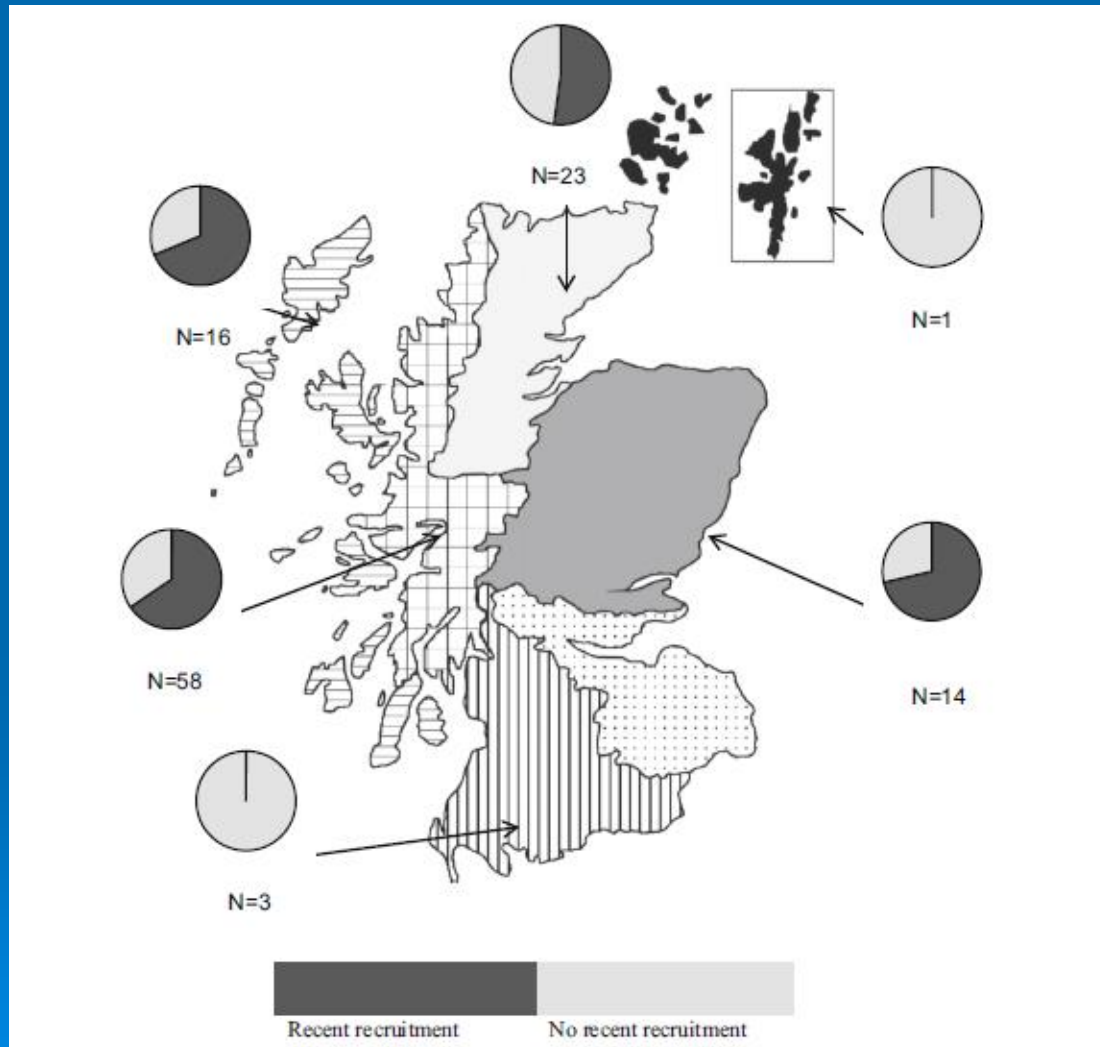 N=23
N=16
N=1
N=58
N=14
N=3
Recent recruitment
No recent recruitment